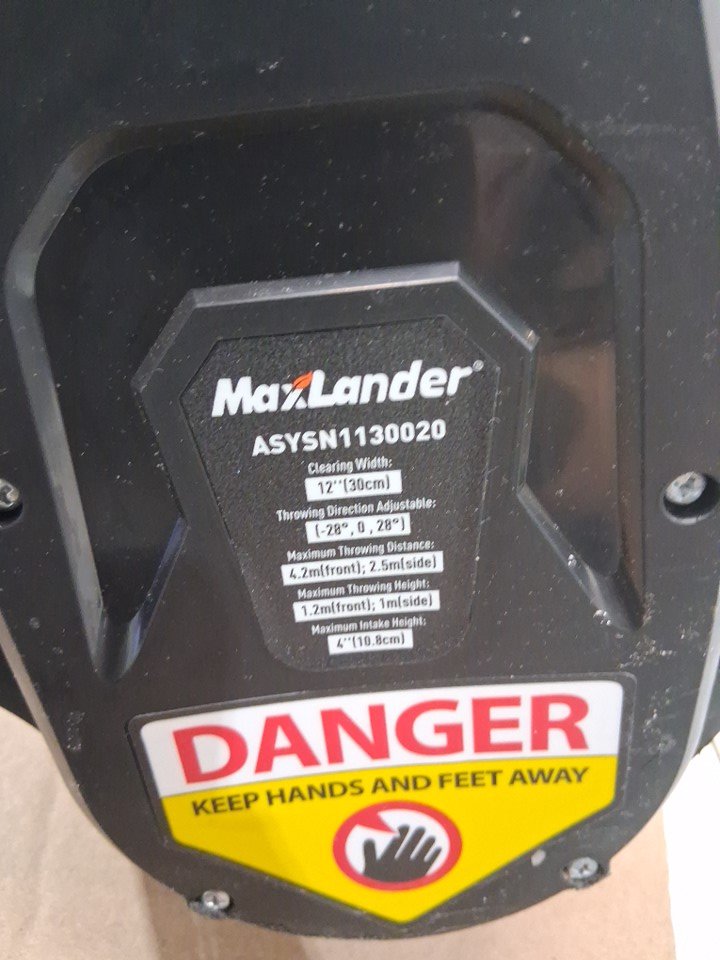 MaxLander®
ASYSN1130020
Clearing Width:
12''(30cm)
Throwing Direction Adjustable:
(-28°, 0 , 28°)
Maximum Throwing Distance:
4.2m(front); 2.5m(side)
Maximum Throwing Height:
1.2m(front); 1m(side)
Maximum Intake Height:
4''(10.8cm)
DANGER
KEEP HANDS AND FEET AWAY